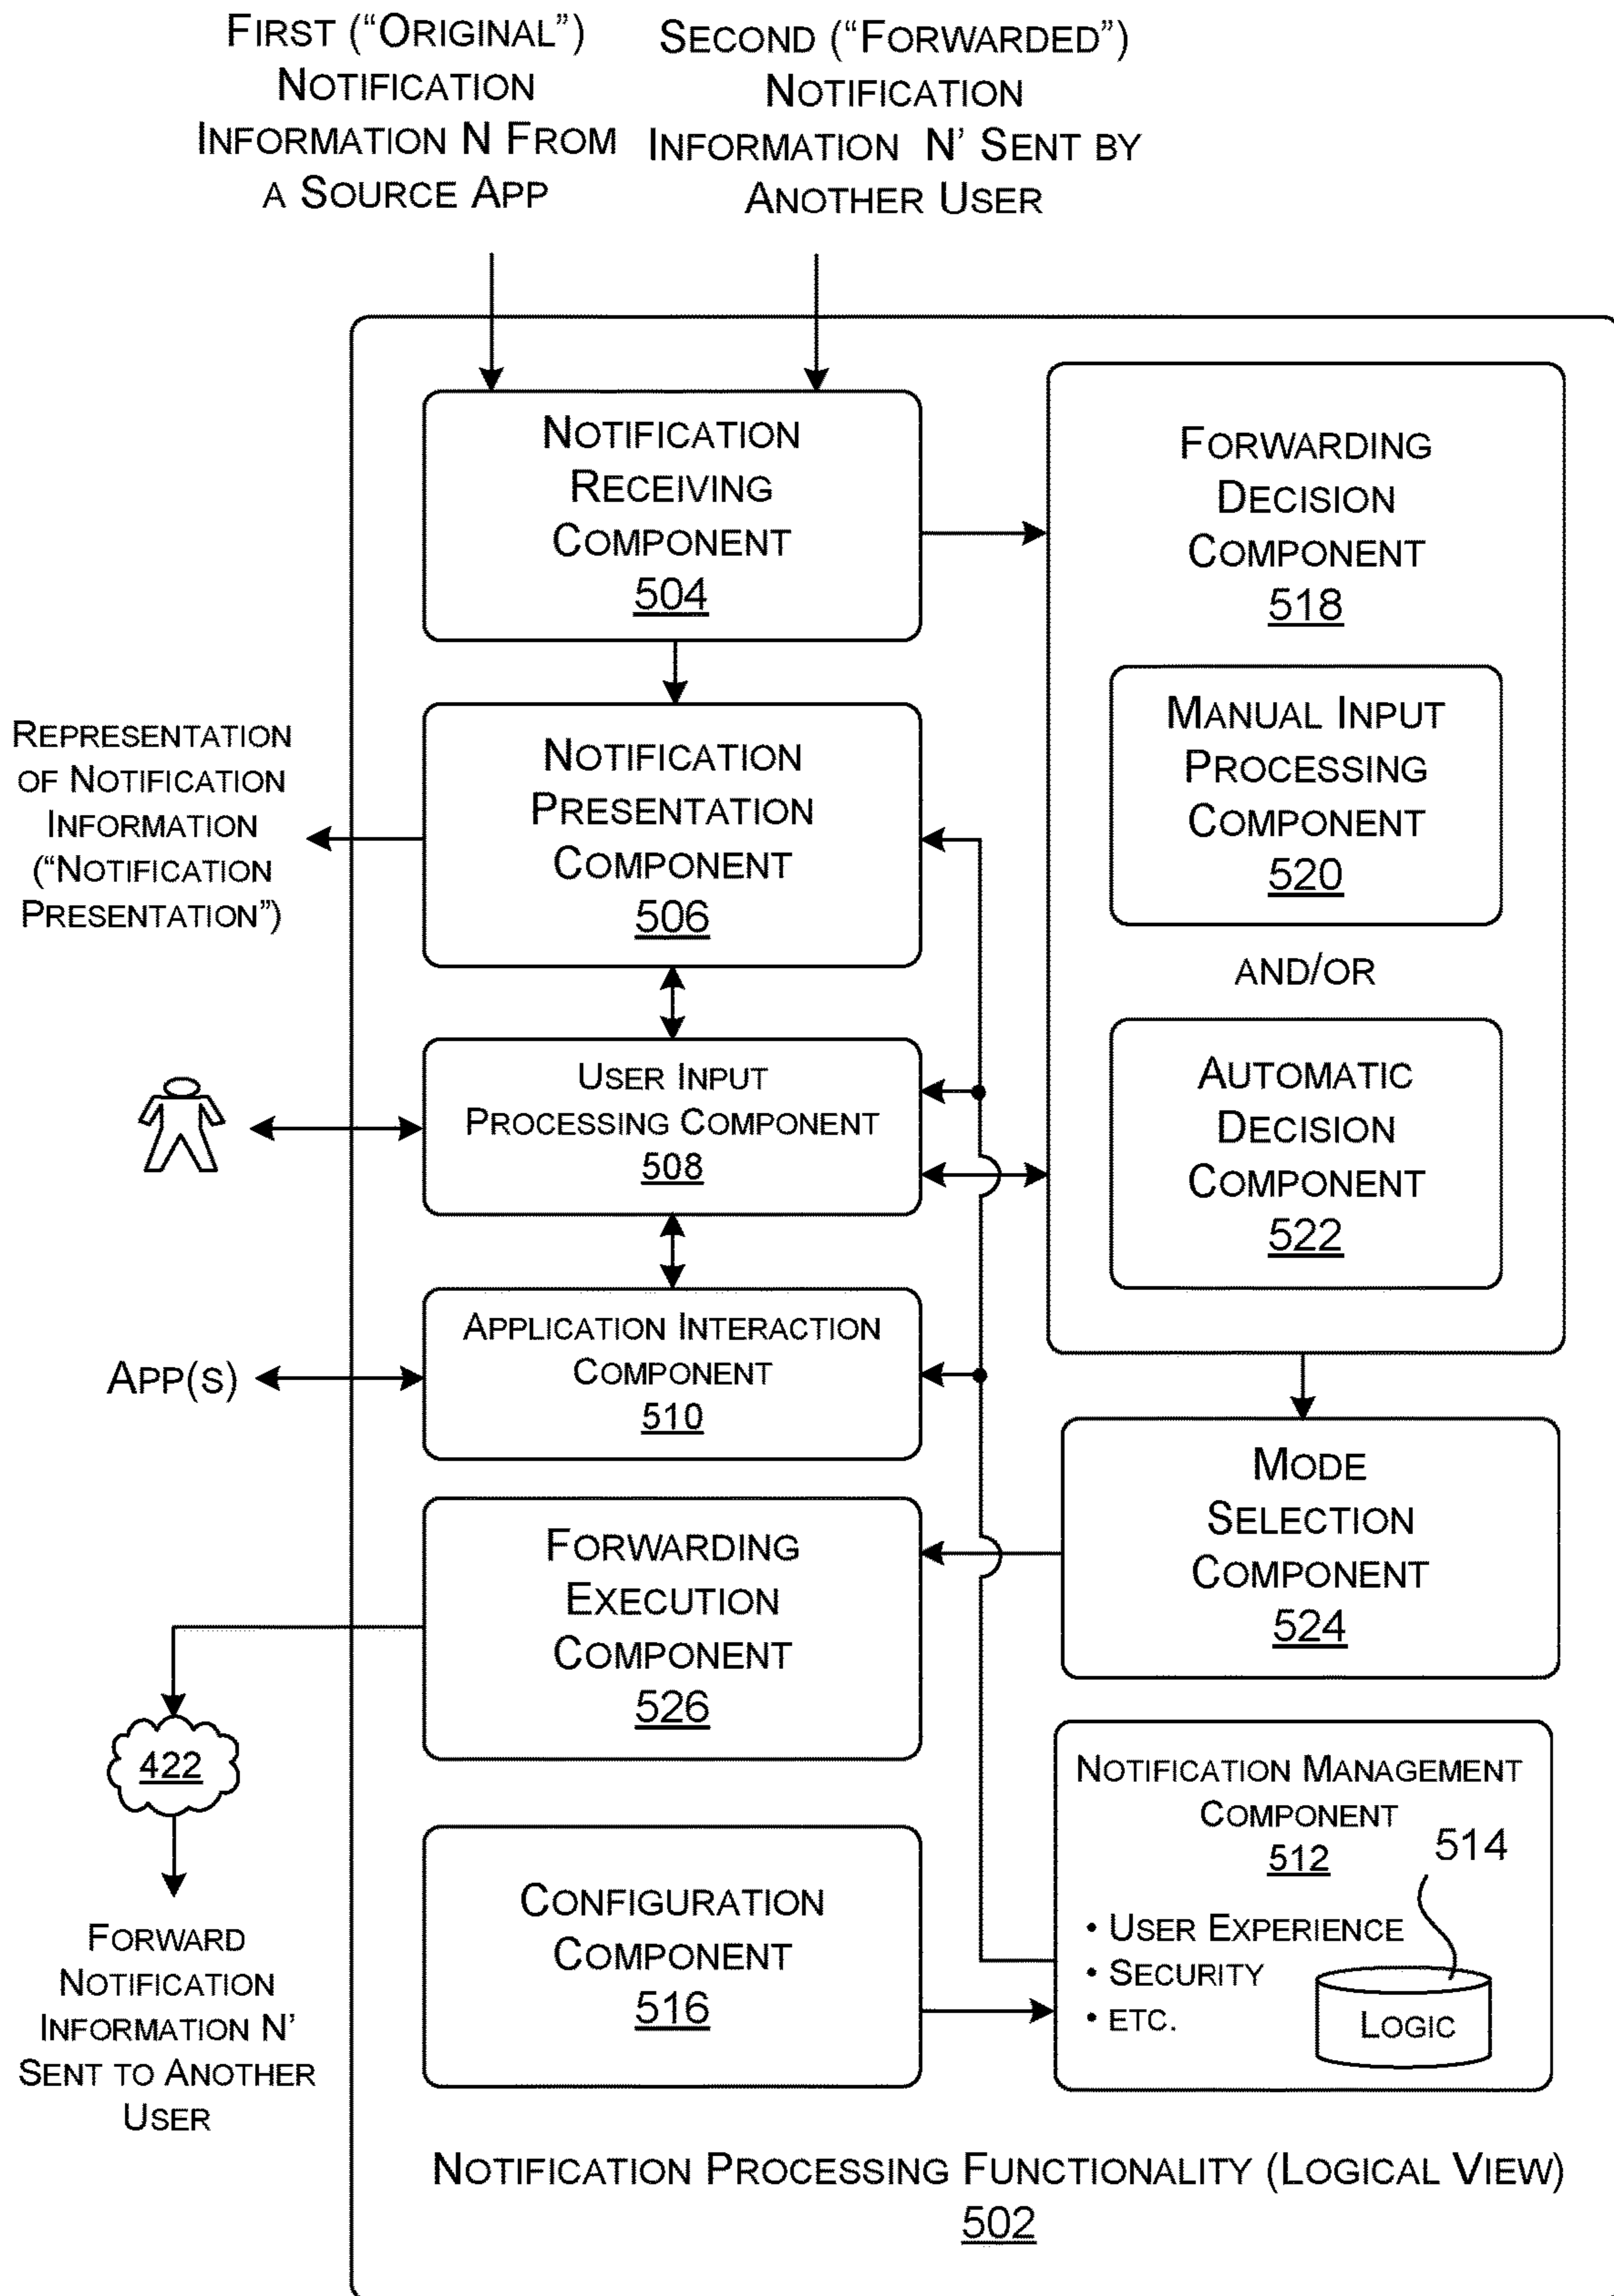 FIRST (“ORIGINAL”)
NOTIFICATION
INFORMATION N FROM
A SOURCE APP
SECOND (“FORWARDED”)
NOTIFICATION
INFORMATION N’ SENT BY
ANOTHER USER
NOTIFICATION
RECEIVING
COMPONENT
504
FORWARDING
DECISION
COMPONENT
518
MANUAL INPUT
PROCESSING
COMPONENT
520
AND/OR
AUTOMATIC
DECISION
COMPONENT
522
REPRESENTATION
OF NOTIFICATION
INFORMATION
(“NOTIFICATION
PRESENTATION”)
NOTIFICATION
PRESENTATION
COMPONENT
506
USER INPUT
PROCESSING COMPONENT
508
APP(S)
APPLICATION INTERACTION
COMPONENT
510
MODE
SELECTION
COMPONENT
524
FORWARDING
EXECUTION
COMPONENT
526
422
FORWARD
NOTIFICATION
INFORMATION N’
SENT TO ANOTHER
USER
CONFIGURATION
COMPONENT
516
NOTIFICATION MANAGEMENT
COMPONENT
512
514
• USER EXPERIENCE
• SECURITY
• ETC.
LOGIC
NOTIFICATION PROCESSING FUNCTIONALITY (LOGICAL VIEW)
502